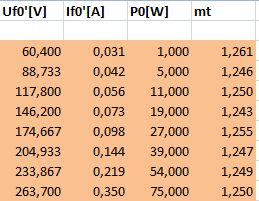 Uf0'[V] If0'[A] P0[W] mt
60,400 0,031 1,000 1,261
88,733 0,042 5,000 1,246
117,800 0,056 11,000 1,250
146,200 0,073 19,000 1,243
174,667 0,098 27,000 1,255
204,933 0,144 39,000 1,247
233,867 0,219 54,000 1,249
263,700 0,350 75,000 1,250